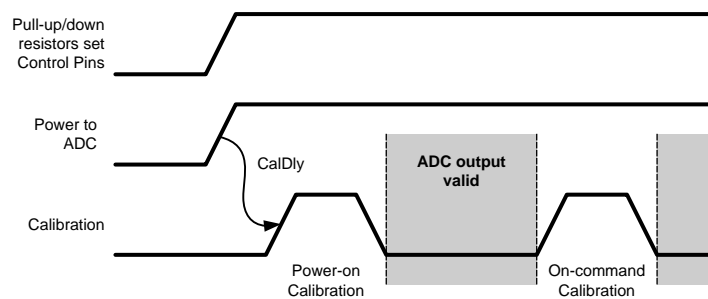 Pull-up/down
resistors set
Control Pins
Power to
ADC
CalDly
ADC output
valid
Calibration
Power-on
Calibration
On-command
Calibration